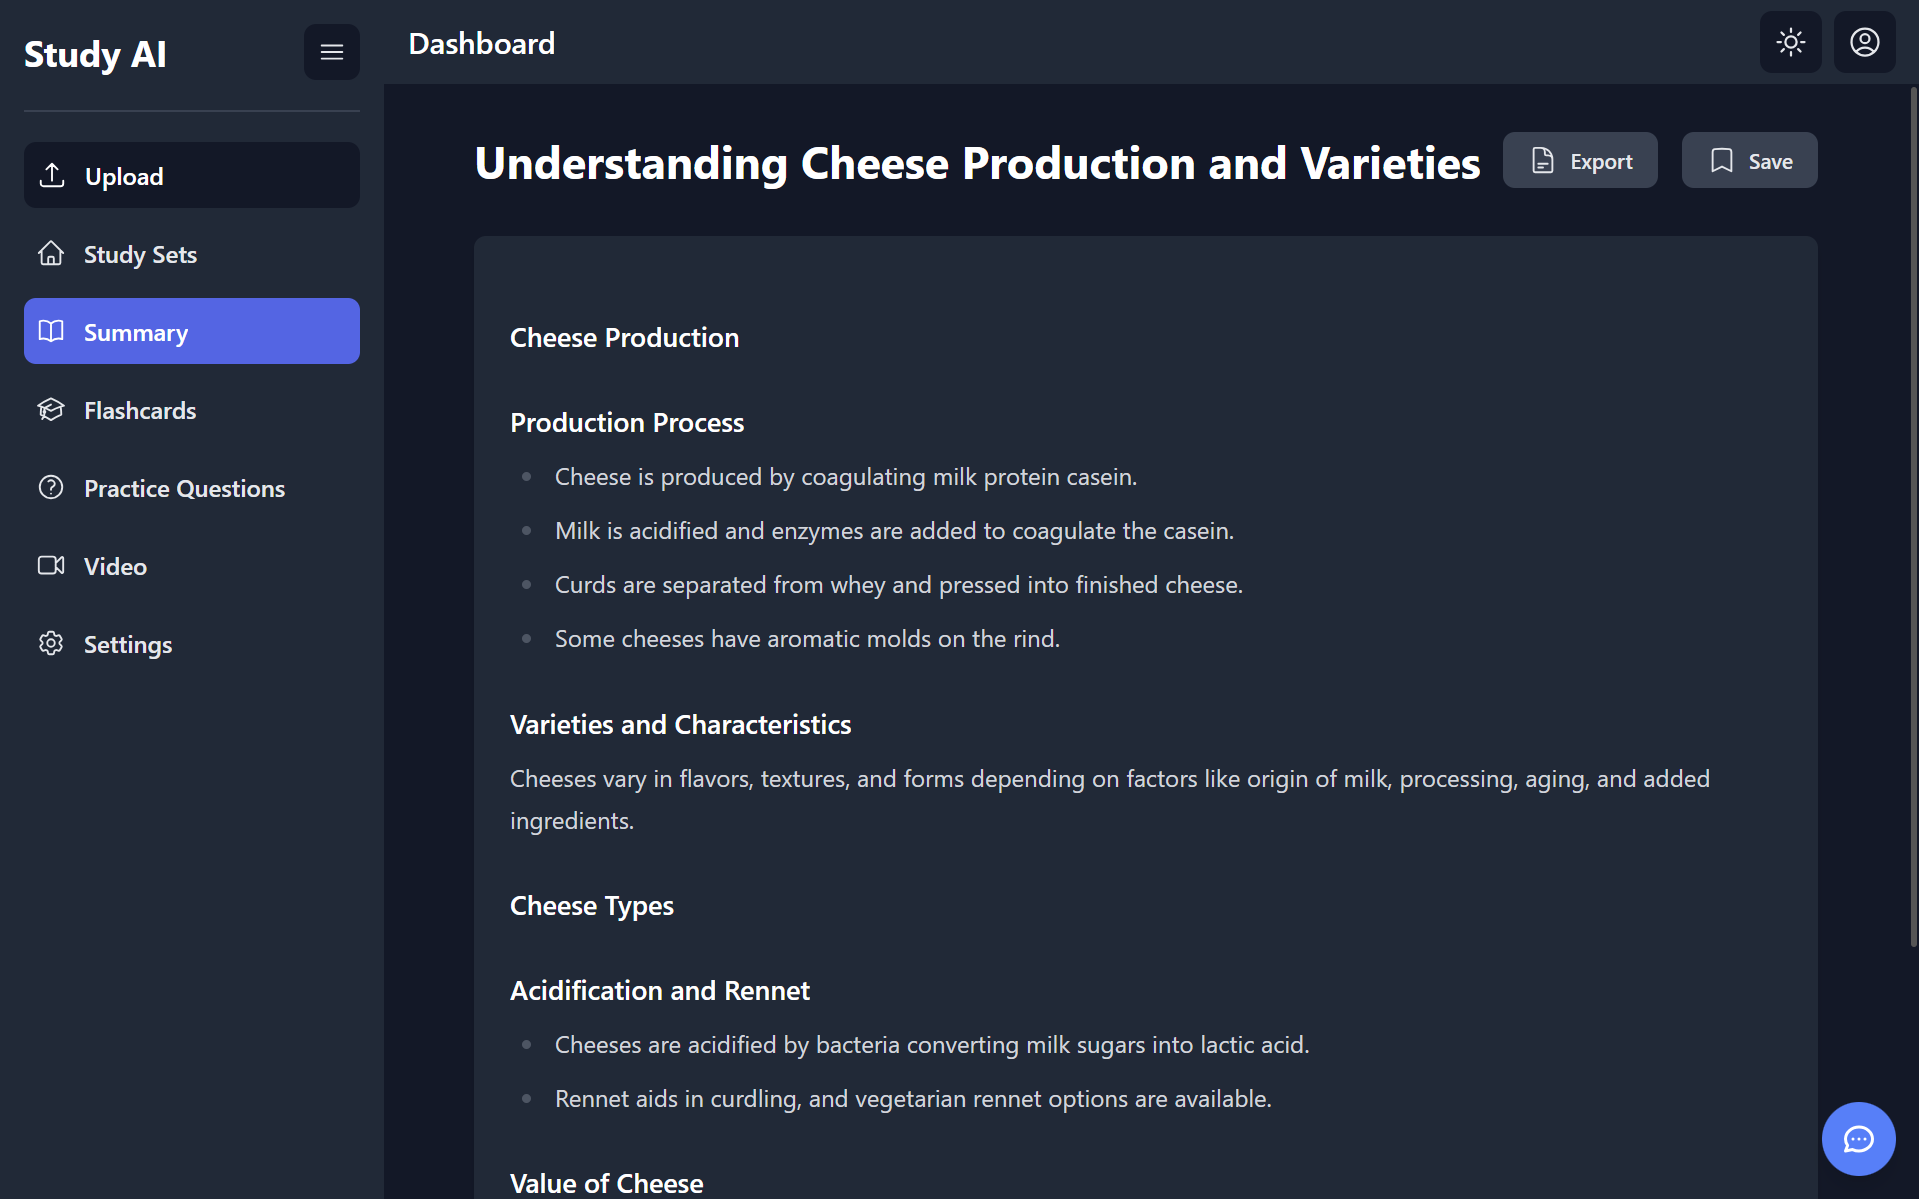 Study AI
Upload
Study Sets
Summary
Flashcards
Practice Questions
Video
Settings
Dashboard
Understanding Cheese Production and Varieties
Export
Save
Cheese Production
Production Process
Cheese is produced by coagulating milk protein casein.
Milk is acidified and enzymes are added to coagulate the casein.
Curds are separated from whey and pressed into finished cheese.
Some cheeses have aromatic molds on the rind.
Varieties and Characteristics
Cheeses vary in flavors, textures, and forms depending on factors like origin of milk, processing, aging, and added
ingredients.
Cheese Types
Acidification and Rennet
Cheeses are acidified by bacteria converting milk sugars into lactic acid.
Rennet aids in curdling, and vegetarian rennet options are available.
Value of Cheese